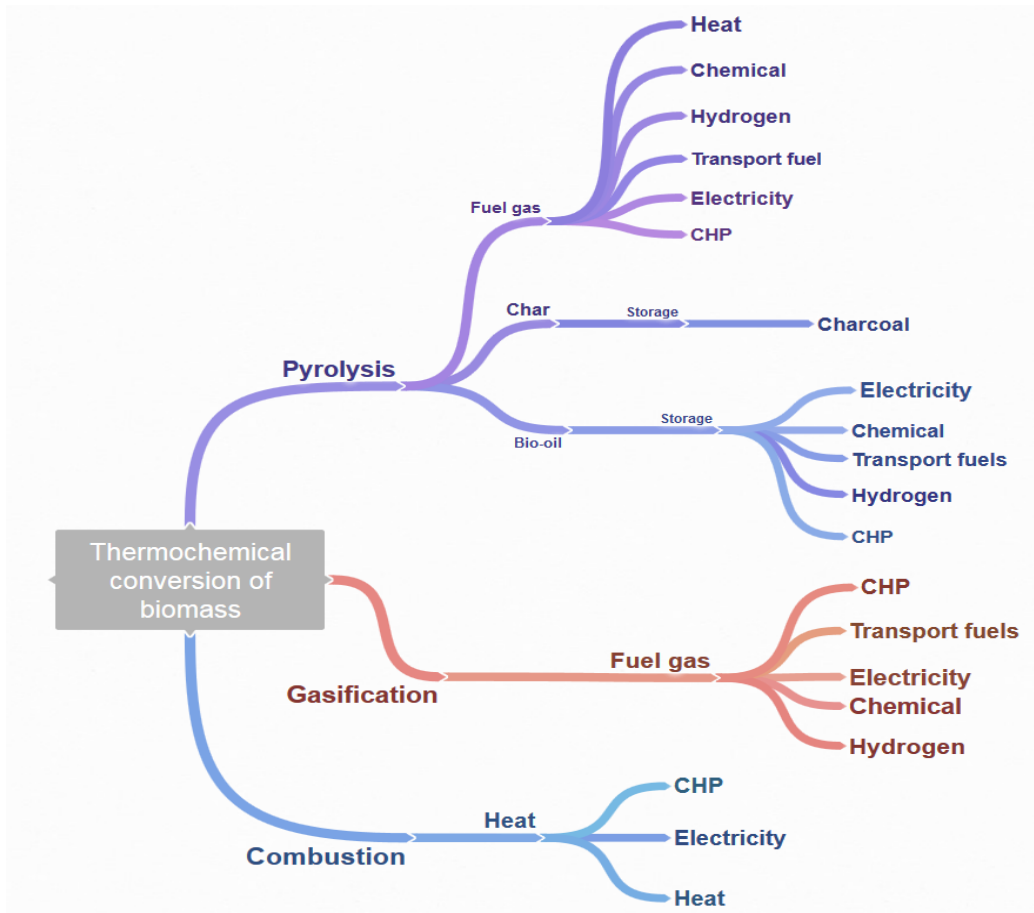 Heat
Chemical
Hydrogen
Transport fuel
Electricity
CHP
Fuel gas
Char
Storage
Charcoal
Pyrolysis
Bio-oil
Storage
Electricity
Chemical
Transport fuels
Hydrogen
CHP
Thermochemical
conversion of
biomass
Gasification
Fuel gas
CHP
Transport fuels
Electricity
Chemical
Hydrogen
Combustion
Heat
CHP
Electricity
Heat